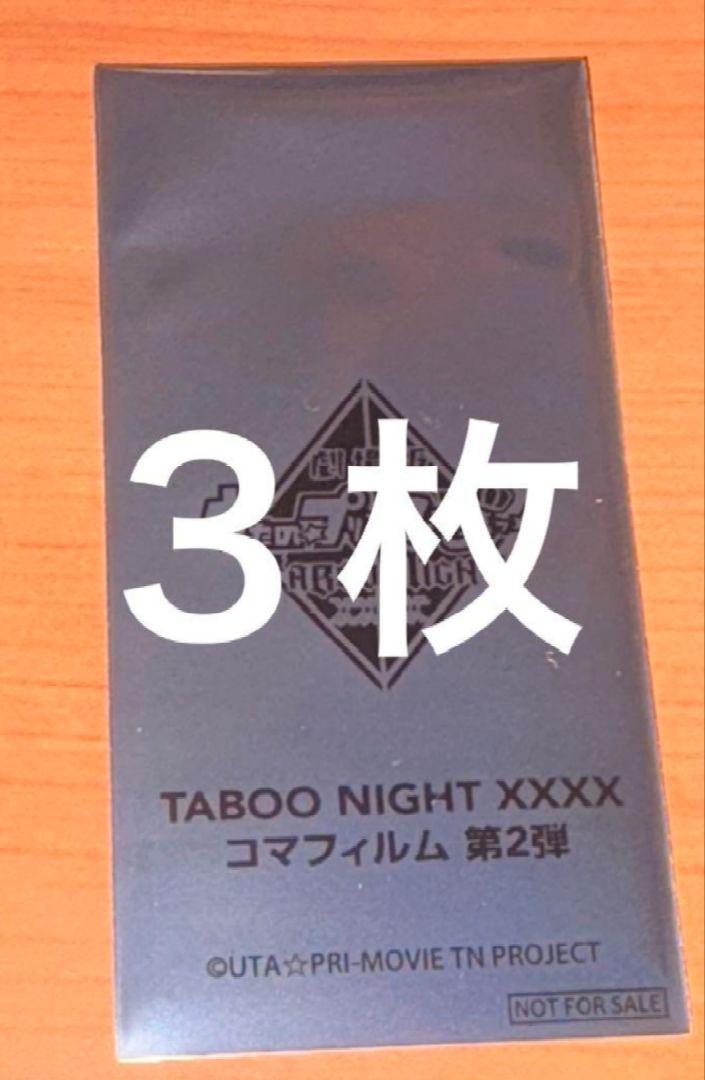 3枚
TABOO NIGHT XXXX
コマフィルム 第2弾
©UTA☆PRI-MOVIE TN PROJECT
NOT FOR SALE